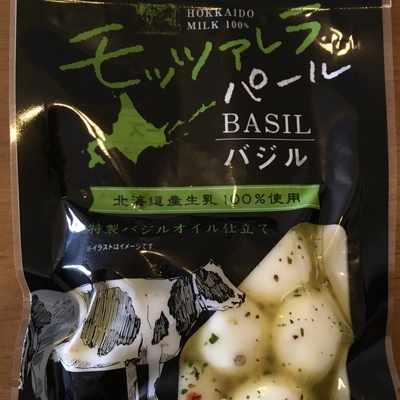 HOKKAIDO
MILK 100%
モッツァレラ
パール
BASIL
バジル
北海道産生乳100%使用
特製バジルオイル仕立て
※イラストはイメージです